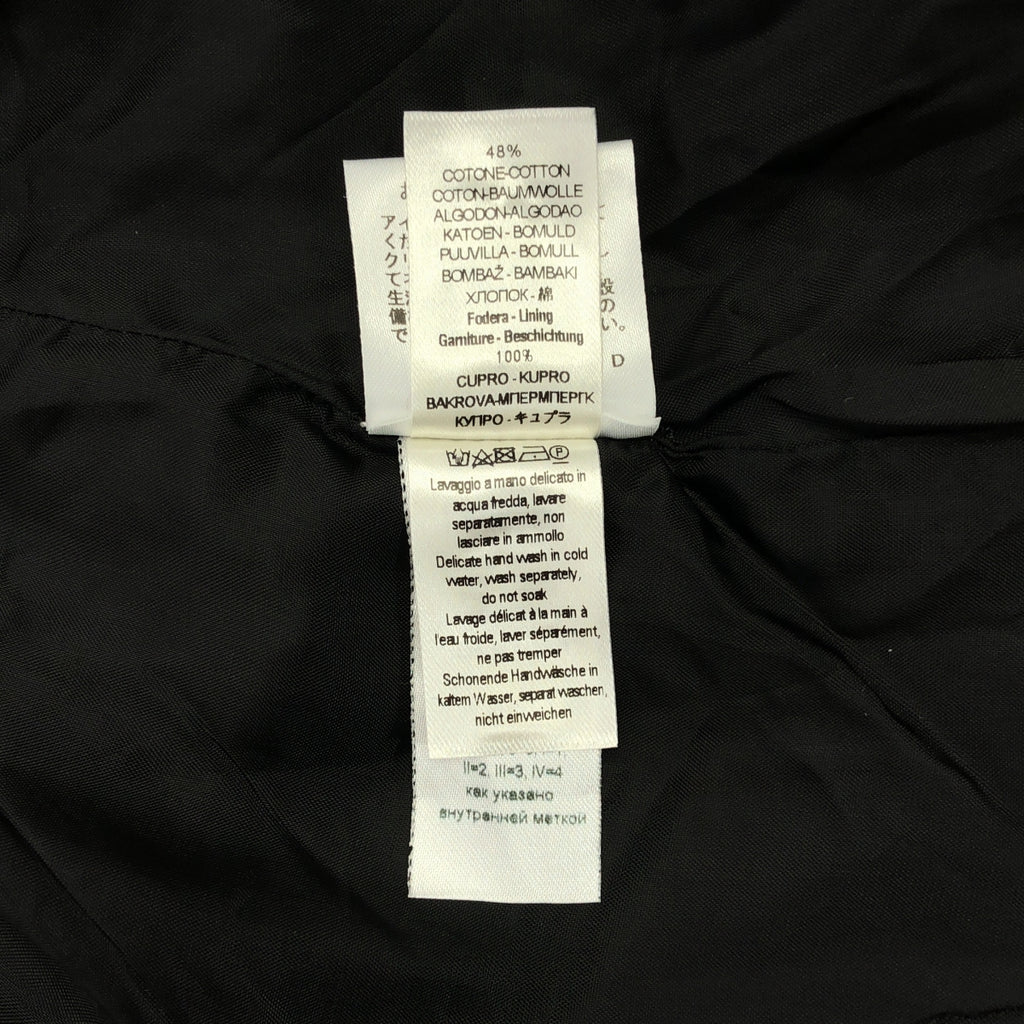 48%
COTONE-COTTON
COTON-BAUMWOLLE
ALGODON-ALGODAO
KATOEN - BOMULD
PUUVILLA - BOMULL
BOMBAŽ - BAMBAKI
ХЛОПОК - 綿
Fodera - Lining
Garniture - Beschichtung
100%
CUPRO - KUPRO
BAKROVA-МПЕРМПЕРГК
КУПРО - キュプラ
D
P
Lavaggio a mano delicato in
acqua fredda, lavare
separatamente, non
lasciare in ammollo
Delicate hand wash in cold
water, wash separately,
do not soak
Lavage délicat à la main à
l'eau froide, laver séparément,
ne pas tremper
Schonende Handwäsche in
kaltem Wasser, separat waschen,
nicht einweichen
II=2, III=3, IV=4
как указано
внутренней меткой